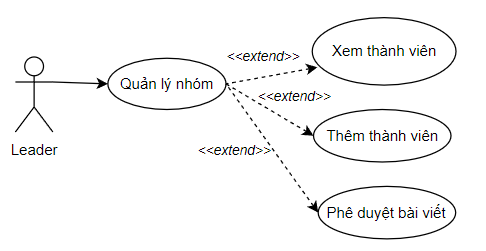 Xem thành viên
<<extend>>
Quản lý nhóm
<<extend>>
Thêm thành viên
Leader
<<extend>>
Phê duyệt bài viết